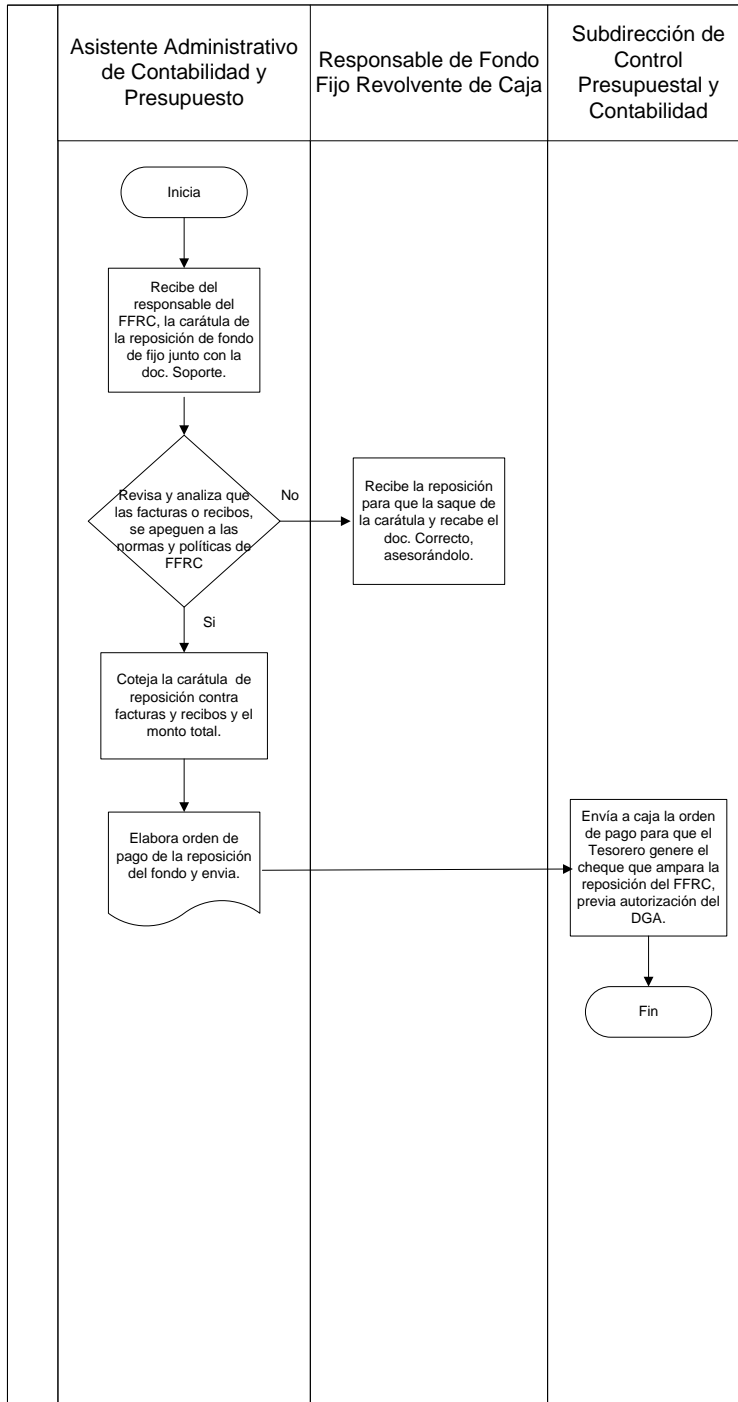 Asistente Administrativo
de Contabilidad y
Presupuesto
Responsable de Fondo
Fijo Revolvente de Caja
Subdirección de
Control
Presupuestal y
Contabilidad
Inicia
Recibe del
responsable del
FFRC, la carátula de
la reposición de fondo
de fijo junto con la
doc. Soporte.
Revisa y analiza que
las facturas o recibos,
se apeguen a las
normas y políticas de
FFRC
No
Recibe la reposición
para que la saque de
la carátula y recabe el
doc. Correcto,
asesorándolo.
Si
Coteja la carátula de
reposición contra
facturas y recibos y el
monto total.
Elabora orden de
pago de la reposición
del fondo y envia.
Envía a caja la orden
de pago para que el
Tesorero genere el
cheque que ampara la
reposición del FFRC,
previa autorización del
DGA.
Fin